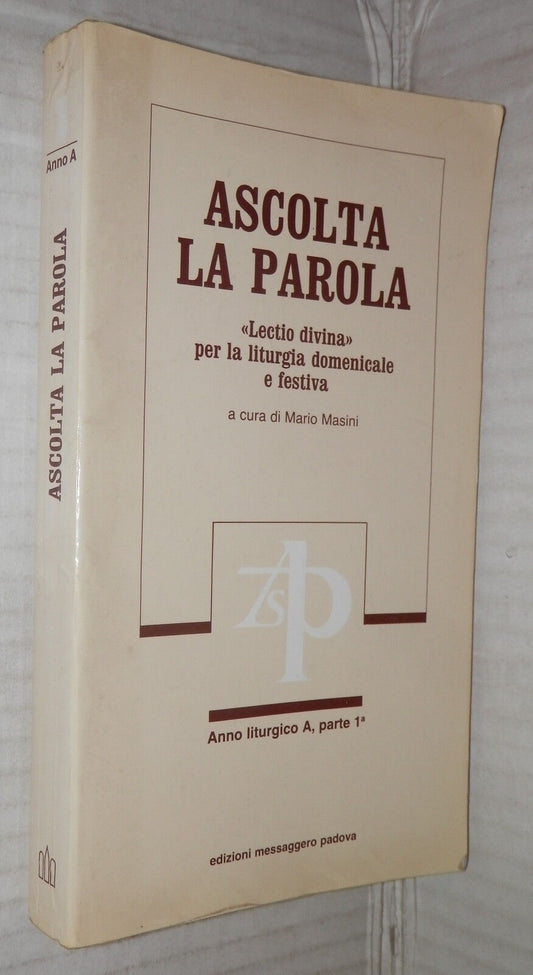 Anno A
ASCOLTA LA PAROLA
ASCOLTA
LA PAROLA
«Lectio divina»
per la liturgia domenicale
e festiva
a cura di Mario Masini
Anno liturgico A, parte 1ª
edizioni messaggero padova